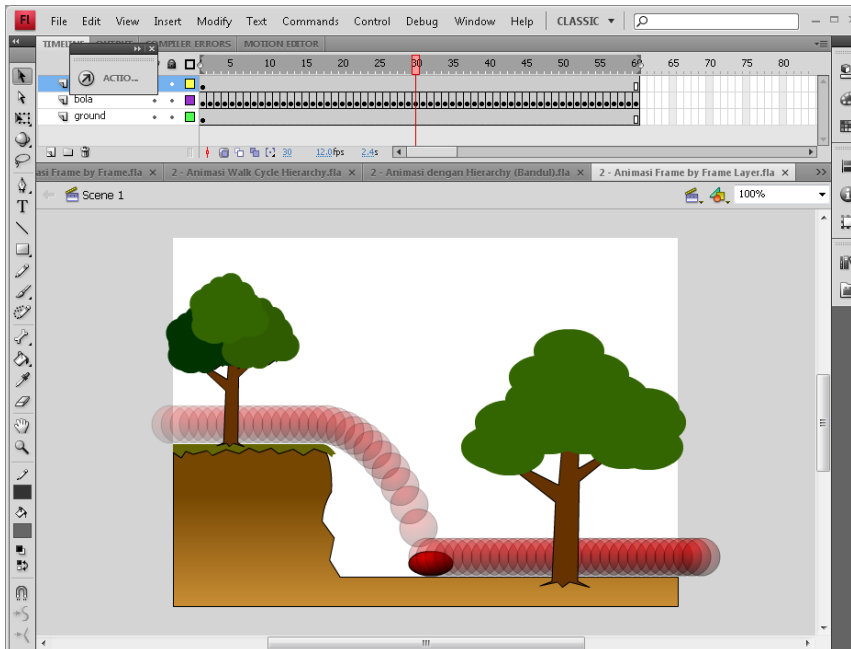 Fl File Edit View Insert Modify Text Commands Control Debug Window Help CLASSIC
TIMELINE OUTPUT COMPILER ERRORS MOTION EDITOR
5 10 15 20 25 30 35 40 45 50 55 60 65 70 75 80
ACTIO...
bola
ground
30 12.0fps 2.4s
asi Frame by Frame.fla × 2 - Animasi Walk Cycle Hierarchy.fla × 2 - Animasi dengan Hierarchy (Bandul).fla × 2 - Animasi Frame by Frame Layer.fla ×
Scene 1 100%
T